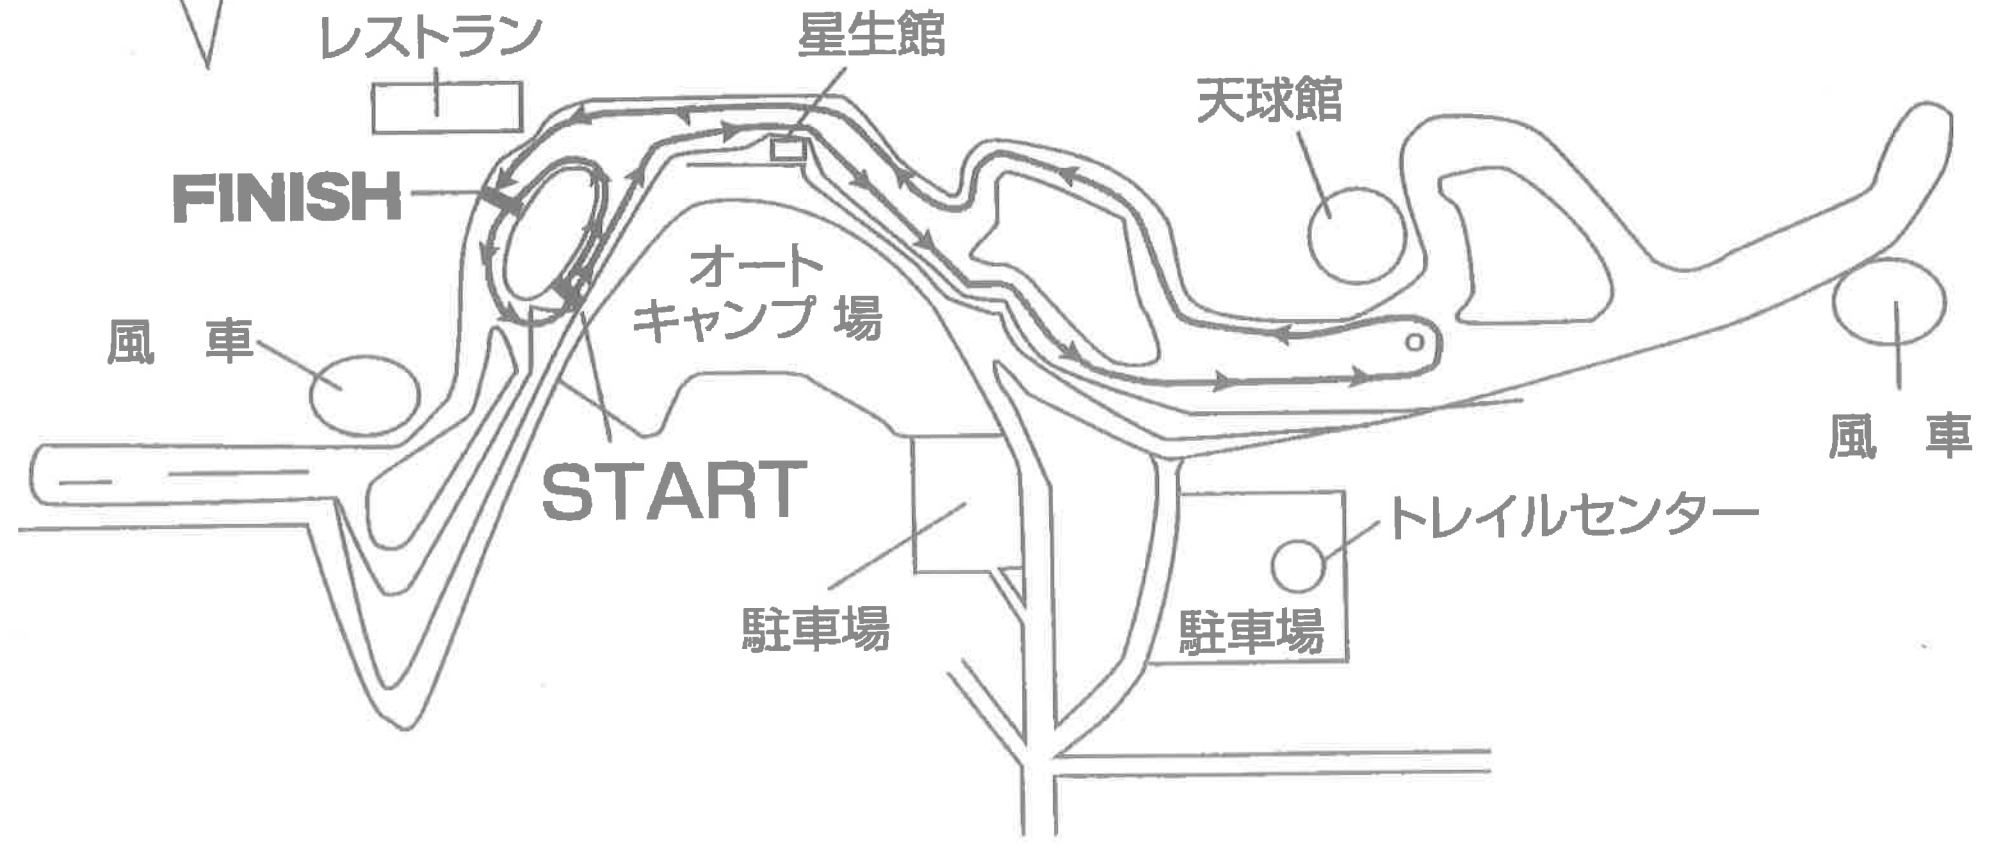 レストラン
星生館
天球館
FINISH
オート
キャンプ 場
風 車
風 車
START
トレイルセンター
駐車場
駐車場